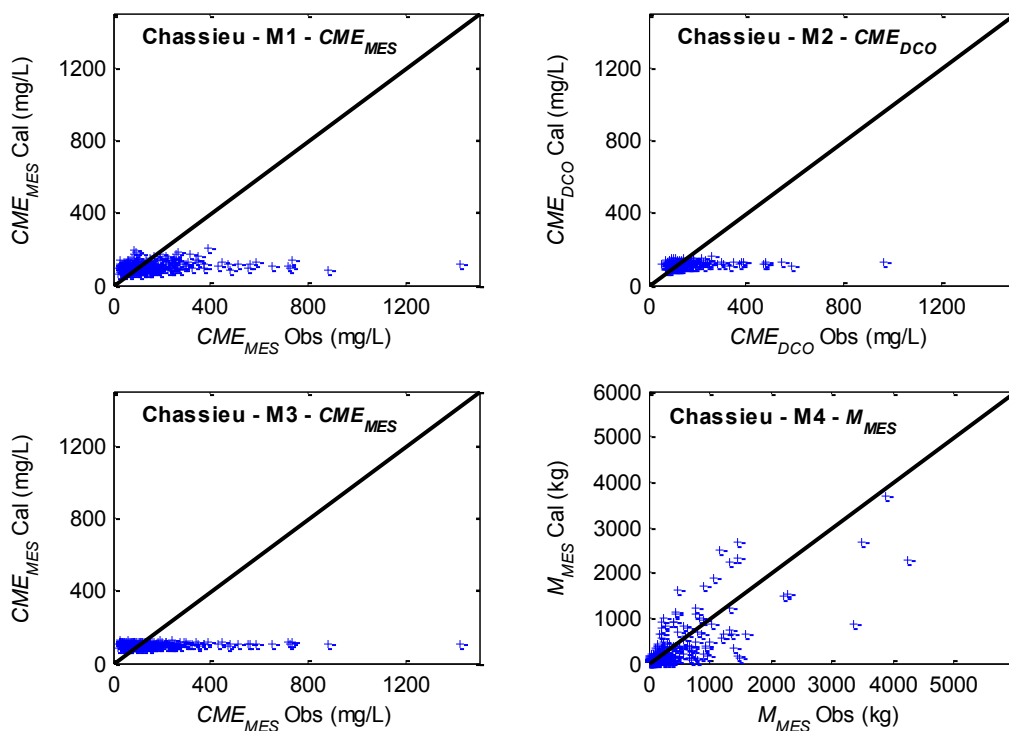 Chassieu - M1 - CME_MES
1200
800
400
0
0 400 800 1200
CME_MES Cal (mg/L)
CME_MES Obs (mg/L)
Chassieu - M2 - CME_DCO
1200
800
400
0
0 400 800 1200
CME_DCO Cal (mg/L)
CME_DCO Obs (mg/L)
Chassieu - M3 - CME_MES
1200
800
400
0
0 400 800 1200
CME_MES Cal (mg/L)
CME_MES Obs (mg/L)
Chassieu - M4 - M_MES
6000
5000
4000
3000
2000
1000
0
0 1000 2000 3000 4000 5000
M_MES Cal (kg)
M_MES Obs (kg)